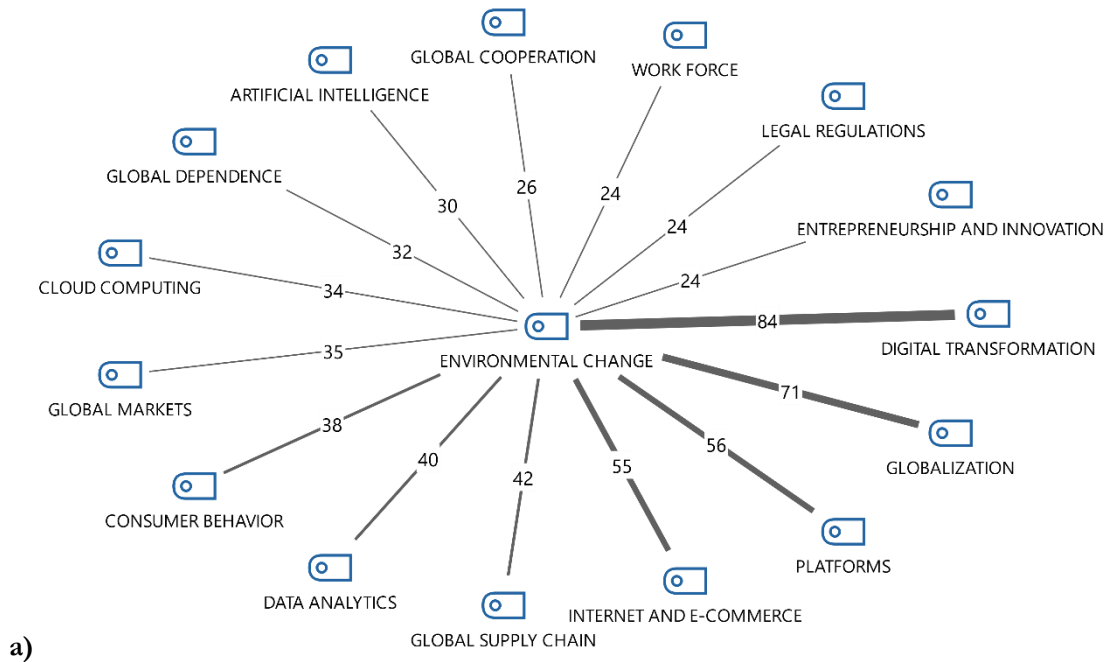 GLOBAL COOPERATION
WORK FORCE
ARTIFICIAL INTELLIGENCE
LEGAL REGULATIONS
GLOBAL DEPENDENCE
26
24
30
ENTREPRENEURSHIP AND INNOVATION
24
32
CLOUD COMPUTING
24
34
84
DIGITAL TRANSFORMATION
35
ENVIRONMENTAL CHANGE
GLOBAL MARKETS
71
38
56
40
55
42
GLOBALIZATION
CONSUMER BEHAVIOR
PLATFORMS
DATA ANALYTICS
INTERNET AND E-COMMERCE
GLOBAL SUPPLY CHAIN
a)